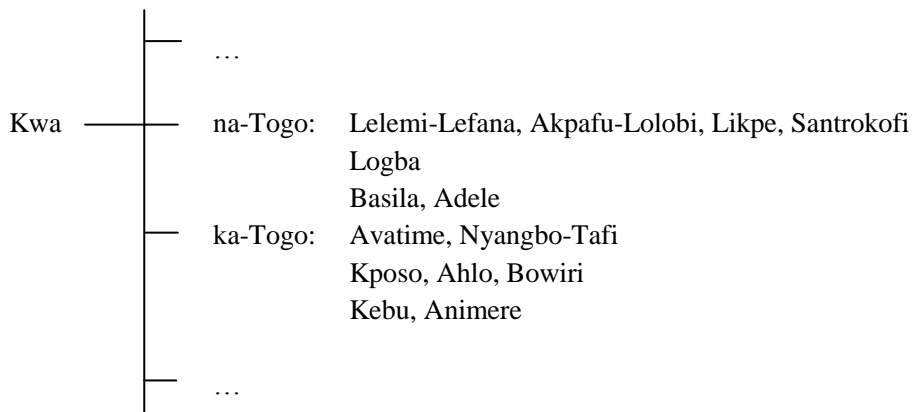 …
Kwa na-Togo: Lelemi-Lefana, Akpafu-Lolobi, Likpe, Santrokofi
Logba
Basila, Adele
ka-Togo: Avatime, Nyangbo-Tafi
Kposo, Ahlo, Bowiri
Kebu, Animere
…